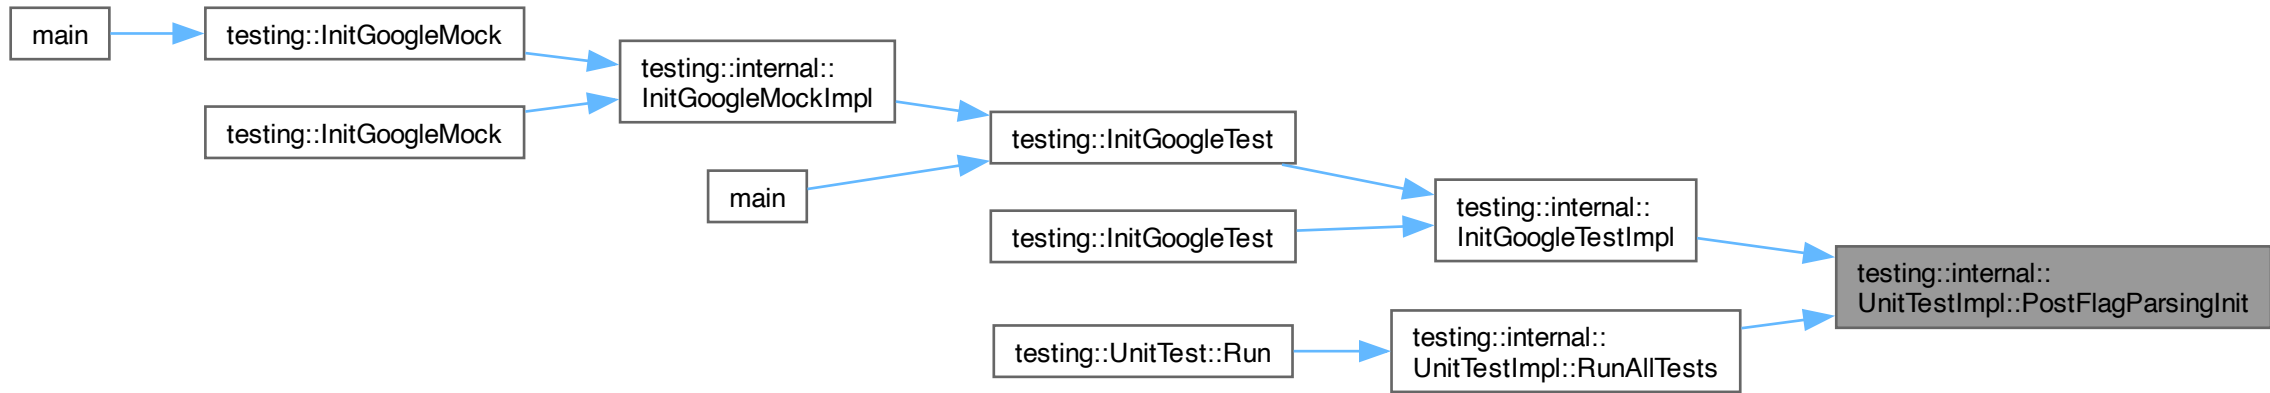 main
testing::InitGoogleMock
testing::InitGoogleMock
testing::internal::
InitGoogleMockImpl
main
testing::InitGoogleTest
testing::InitGoogleTest
testing::UnitTest::Run
testing::internal::
InitGoogleTestImpl
testing::internal::
UnitTestImpl::RunAllTests
testing::internal::
UnitTestImpl::PostFlagParsingInit